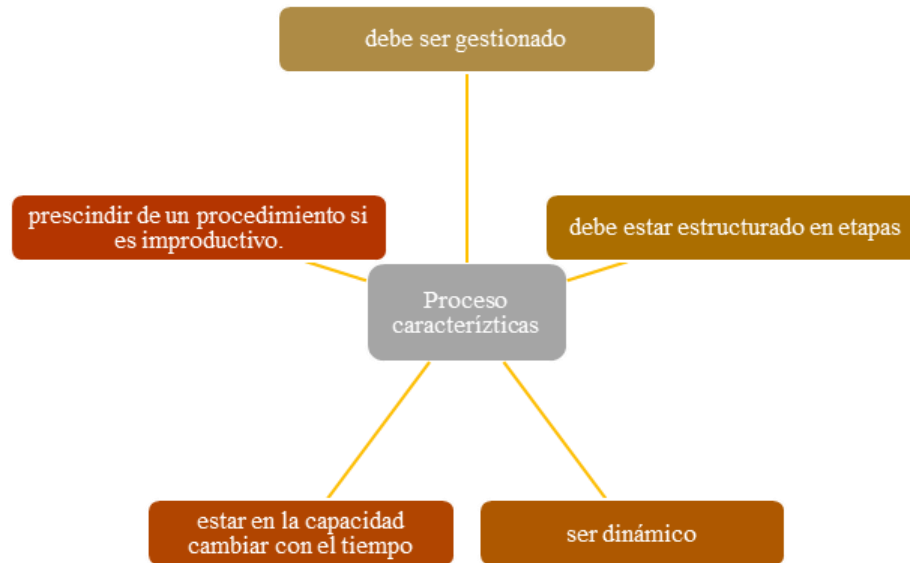 debe ser gestionado
prescindir de un procedimiento si
es improductivo.
debe estar estructurado en etapas
Proceso
caracterízticas
estar en la capacidad
cambiar con el tiempo
ser dinámico